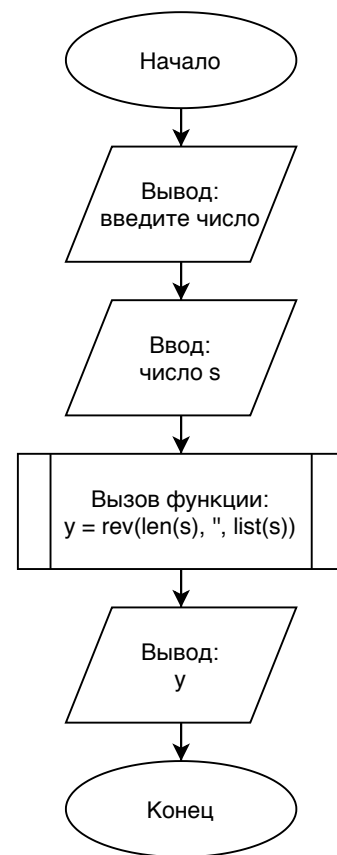 Начало
Вывод:
введите число
Ввод:
число s
Вызов функции:
y = rev(len(s), '', list(s))
Вывод:
y
Конец